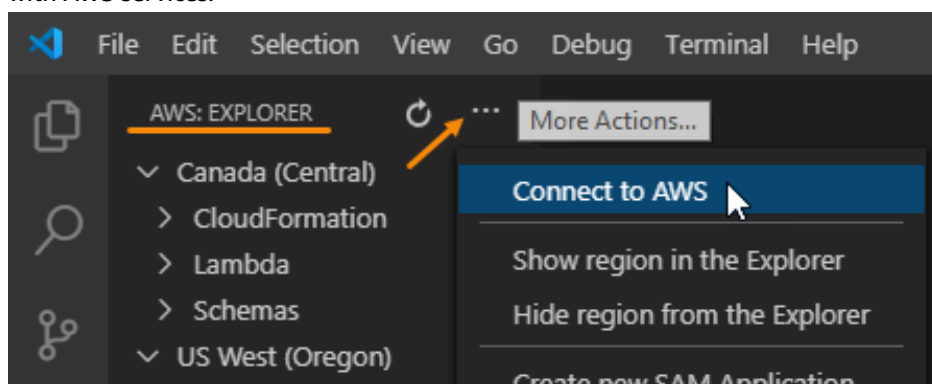 with AWS services.
File Edit Selection View Go Debug Terminal Help
AWS: EXPLORER
More Actions...
Canada (Central)
Connect to AWS
CloudFormation
Lambda
Show region in the Explorer
Schemas
Hide region from the Explorer
US West (Oregon)
Create new SAM Application